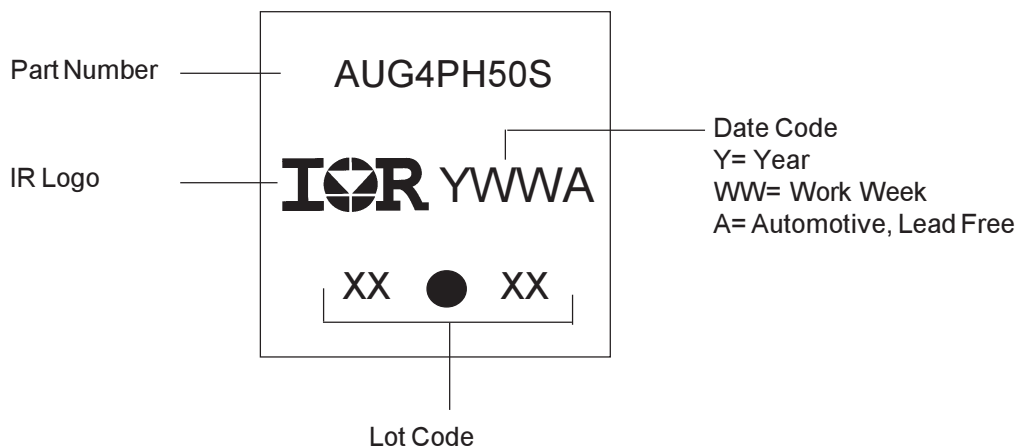 Part Number
AUG4PH50S
IR Logo
IOR YWWA
Date Code
Y= Year
WW= Work Week
A= Automotive, Lead Free
XX XX
Lot Code